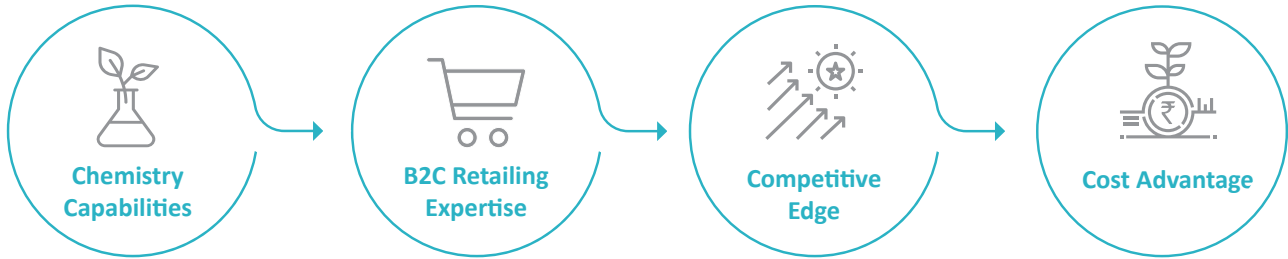 Chemistry
Capabilities
B2C Retailing
Expertise
Competitive
Edge
₹
Cost Advantage